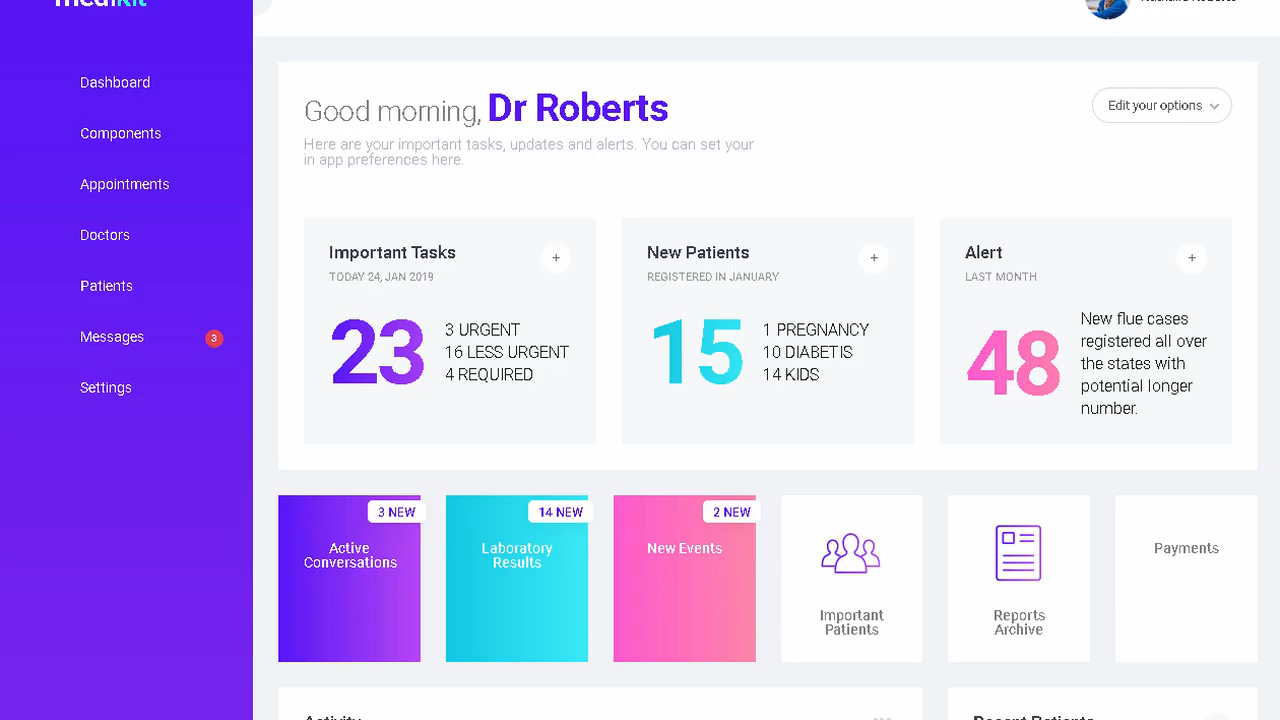 medikit
Dashboard
Components
Appointments
Doctors
Patients
Messages
3
Settings
Good morning, Dr Roberts
Here are your important tasks, updates and alerts. You can set your
in app preferences here.
Edit your options
Important Tasks
+
TODAY 24, JAN 2019
23
3 URGENT
16 LESS URGENT
4 REQUIRED
New Patients
+
REGISTERED IN JANUARY
15
1 PREGNANCY
10 DIABETIS
14 KIDS
Alert
+
LAST MONTH
48
New flue cases
registered all over
the states with
potential longer
number.
3 NEW
Active
Conversations
14 NEW
Laboratory
Results
2 NEW
New Events
Important
Patients
Reports
Archive
Payments
Activity
Recent Patients